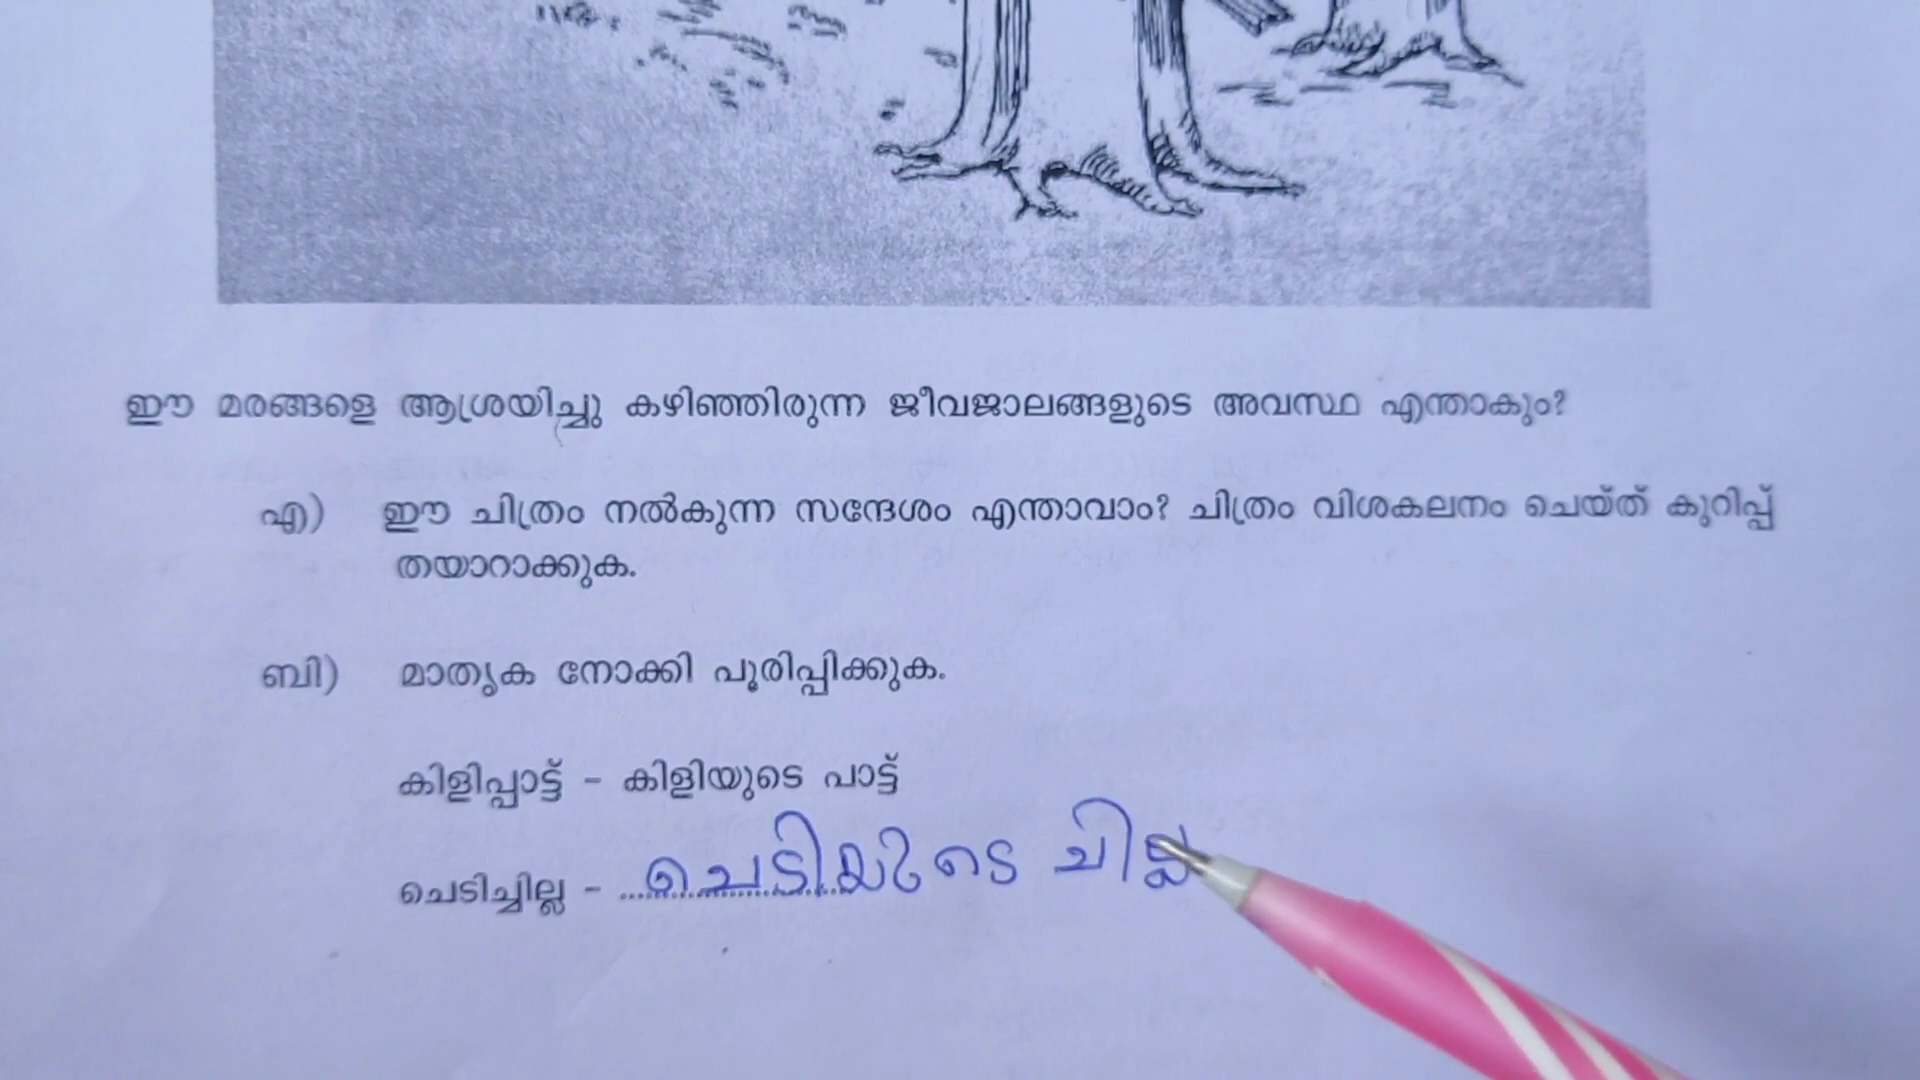 ഈ മരങ്ങളെ ആശ്രയിച്ചു കഴിഞ്ഞിരുന്ന ജീവജാലങ്ങളുടെ അവസ്ഥ എന്താകും?
എ) ഈ ചിത്രം നൽകുന്ന സന്ദേശം എന്താവാം? ചിത്രം വിശകലനം ചെയ്ത് കുറിപ്പ്
തയാറാക്കുക.
ബി) മാതൃക നോക്കി പൂരിപ്പിക്കുക.
കിളിപ്പാട്ട് - കിളിയുടെ പാട്ട്
ചെടിച്ചില്ല - ചെടിയുടെ ചില്ല